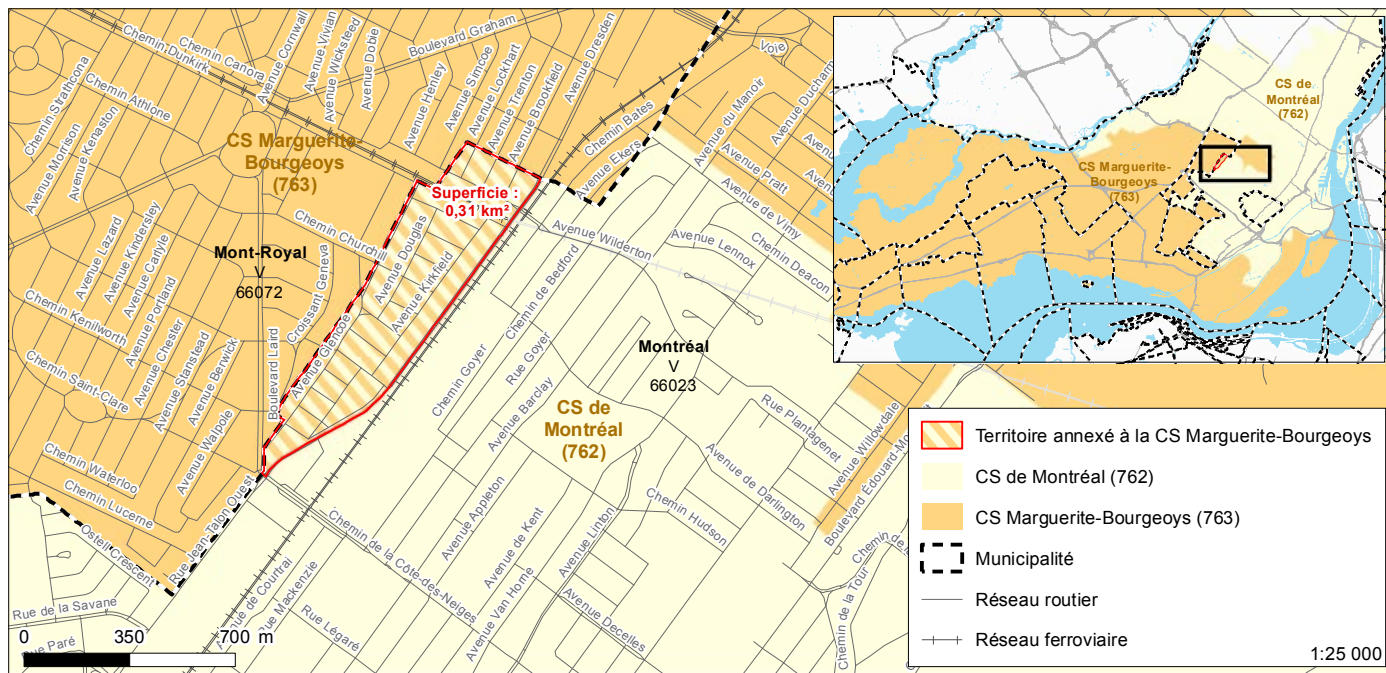 Chemin Dunkirk
Chemin Canora
Avenue Cornwall
Avenue Vivian
Avenue Wicksteed
Avenue Dobie
Boulevard Graham
Avenue Dresden
Voie
Chemin Strathcona
Chemin Athlone
Avenue Henley
Avenue Simcoe
Avenue Lockhart
Avenue Trenton
Avenue Brookfield
Chemin Bates
Avenue Ekers
Avenue du Manoir
Avenue Ducharm
Avenue Pratt
Avenue
Avenue de Vimy
Avenue Morrison
Avenue Kenaston
CS Marguerite-
Bourgeoys
(763)
Superficie :
0,31 km²
Avenue Lazard
Avenue Kindersley
Avenue Carlyle
Mont-Royal
V
66072
Chemin Churchill
Avenue Douglas
Avenue Kirkfield
Croissant Geneva
Avenue Glencoe
Avenue Wilderton
Avenue Lennox
Chemin Deacon
Chemin de Bedford
Chemin Kenilworth
Avenue Portland
Avenue Chester
Avenue Stanstead
Avenue Berwick
Boulevard Laird
Chemin Saint-Clare
Avenue Walpole
Chemin Goyer
Rue Goyer
Avenue Barclay
Montréal
V
66023
CS de
Montréal
(762)
Rue Plantagenet
Avenue Willowdale
Boulevard Édouard-Mo
Chemin Waterloo
Chemin Lucerne
Ostell Crescent
Rue Jean-Talon Ouest
Avenue Appleton
Avenue de Kent
Avenue Linton
Chemin Hudson
Avenue de Darlington
Chemin de la Côte-des-Neiges
Avenue de Courtrai
Rue Mackenzie
Rue Légaré
Avenue Van Horne
Avenue Decelles
Chemin de la Tour
Rue de la Savane
Rue Paré
0 350 700 m
CS de
Montréal
(762)
CS Marguerite-
Bourgeoys
(763)
Territoire annexé à la CS Marguerite-Bourgeoys
CS de Montréal (762)
CS Marguerite-Bourgeoys (763)
Municipalité
Réseau routier
Réseau ferroviaire
1:25 000